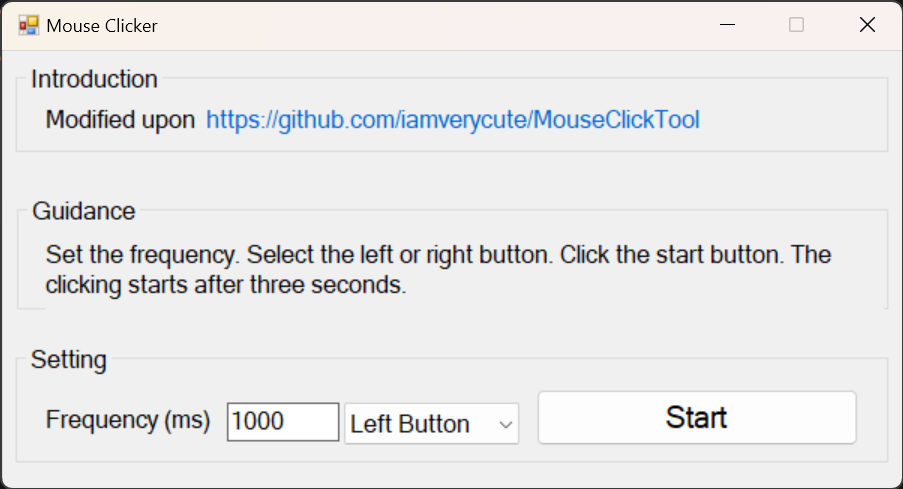 Mouse Clicker
Introduction
Modified upon https://github.com/iamverycute/MouseClickTool
Guidance
Set the frequency. Select the left or right button. Click the start button. The
clicking starts after three seconds.
Setting
Frequency (ms) 1000 Left Button Start